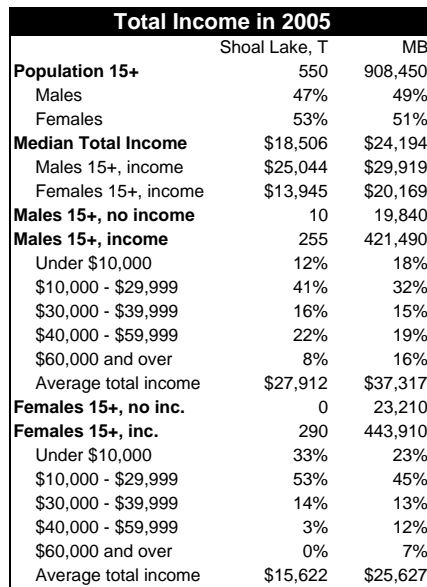 Total Income in 2005
Shoal Lake, T MB
Population 15+ 550 908,450
Males 47% 49%
Females 53% 51%
Median Total Income $18,506 $24,194
Males 15+, income $25,044 $29,919
Females 15+, income $13,945 $20,169
Males 15+, no income 10 19,840
Males 15+, income 255 421,490
Under $10,000 12% 18%
$10,000 - $29,999 41% 32%
$30,000 - $39,999 16% 15%
$40,000 - $59,999 22% 19%
$60,000 and over 8% 16%
Average total income $27,912 $37,317
Females 15+, no inc. 0 23,210
Females 15+, inc. 290 443,910
Under $10,000 33% 23%
$10,000 - $29,999 53% 45%
$30,000 - $39,999 14% 13%
$40,000 - $59,999 3% 12%
$60,000 and over 0% 7%
Average total income $15,622 $25,627